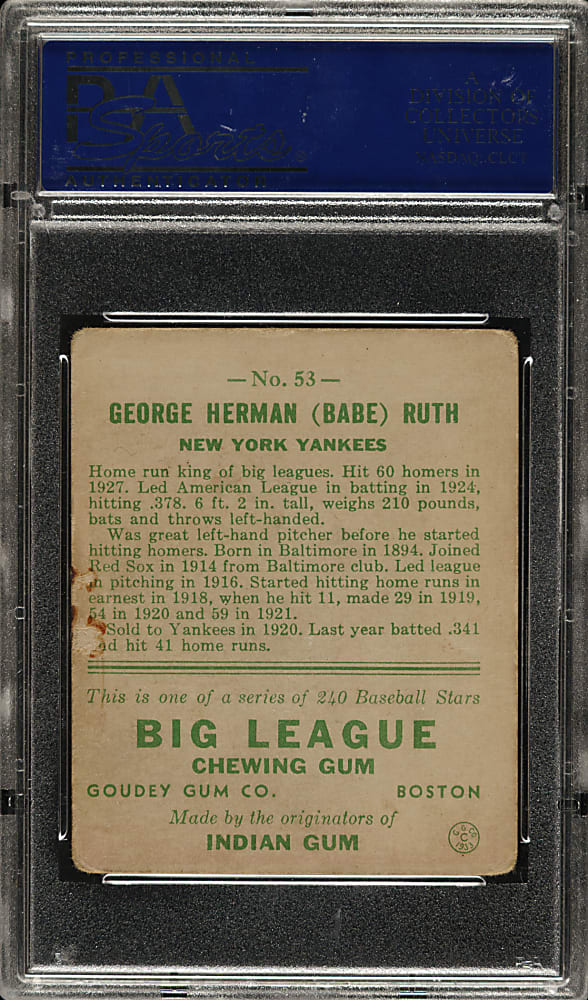 PROFESSIONAL
PSA
Sports ®
AUTHENTICATOR
A
DIVISION OF
COLLECTORS
UNIVERSE
NASDAQ: CLCT
— No. 53 —
GEORGE HERMAN (BABE) RUTH
NEW YORK YANKEES
Home run king of big leagues. Hit 60 homers in
1927. Led American League in batting in 1924,
hitting .378. 6 ft. 2 in. tall, weighs 210 pounds,
bats and throws left-handed.
Was great left-hand pitcher before he started
hitting homers. Born in Baltimore in 1894. Joined
Red Sox in 1914 from Baltimore club. Led league
in pitching in 1916. Started hitting home runs in
earnest in 1918, when he hit 11, made 29 in 1919,
54 in 1920 and 59 in 1921.
Sold to Yankees in 1920. Last year batted .341
and hit 41 home runs.
This is one of a series of 240 Baseball Stars
BIG LEAGUE
CHEWING GUM
GOUDEY GUM CO. BOSTON
Made by the originators of
INDIAN GUM
G. G. CO.
C
1933